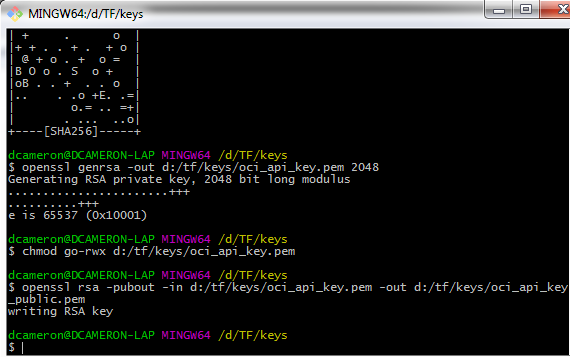 MINGW64:/d/TF/keys
| +     .      o  |
|+ + . . + .  + o |
| @ + o . +  o =  |
|B O o . S  o +   |
|oB . . +  . . o  |
|..    . .o +E. .=|
|        o.= .. =+|
|       . ...  ..o|
+----[SHA256]-----+
dcameron@DCAMERON-LAP MINGW64 /d/TF/keys
$ openssl genrsa -out d:/tf/keys/oci_api_key.pem 2048
Generating RSA private key, 2048 bit long modulus
.......................+++
..........+++
e is 65537 (0x10001)
dcameron@DCAMERON-LAP MINGW64 /d/TF/keys
$ chmod go-rwx d:/tf/keys/oci_api_key.pem
dcameron@DCAMERON-LAP MINGW64 /d/TF/keys
$ openssl rsa -pubout -in d:/tf/keys/oci_api_key.pem -out d:/tf/keys/oci_api_key
_public.pem
writing RSA key
dcameron@DCAMERON-LAP MINGW64 /d/TF/keys
$